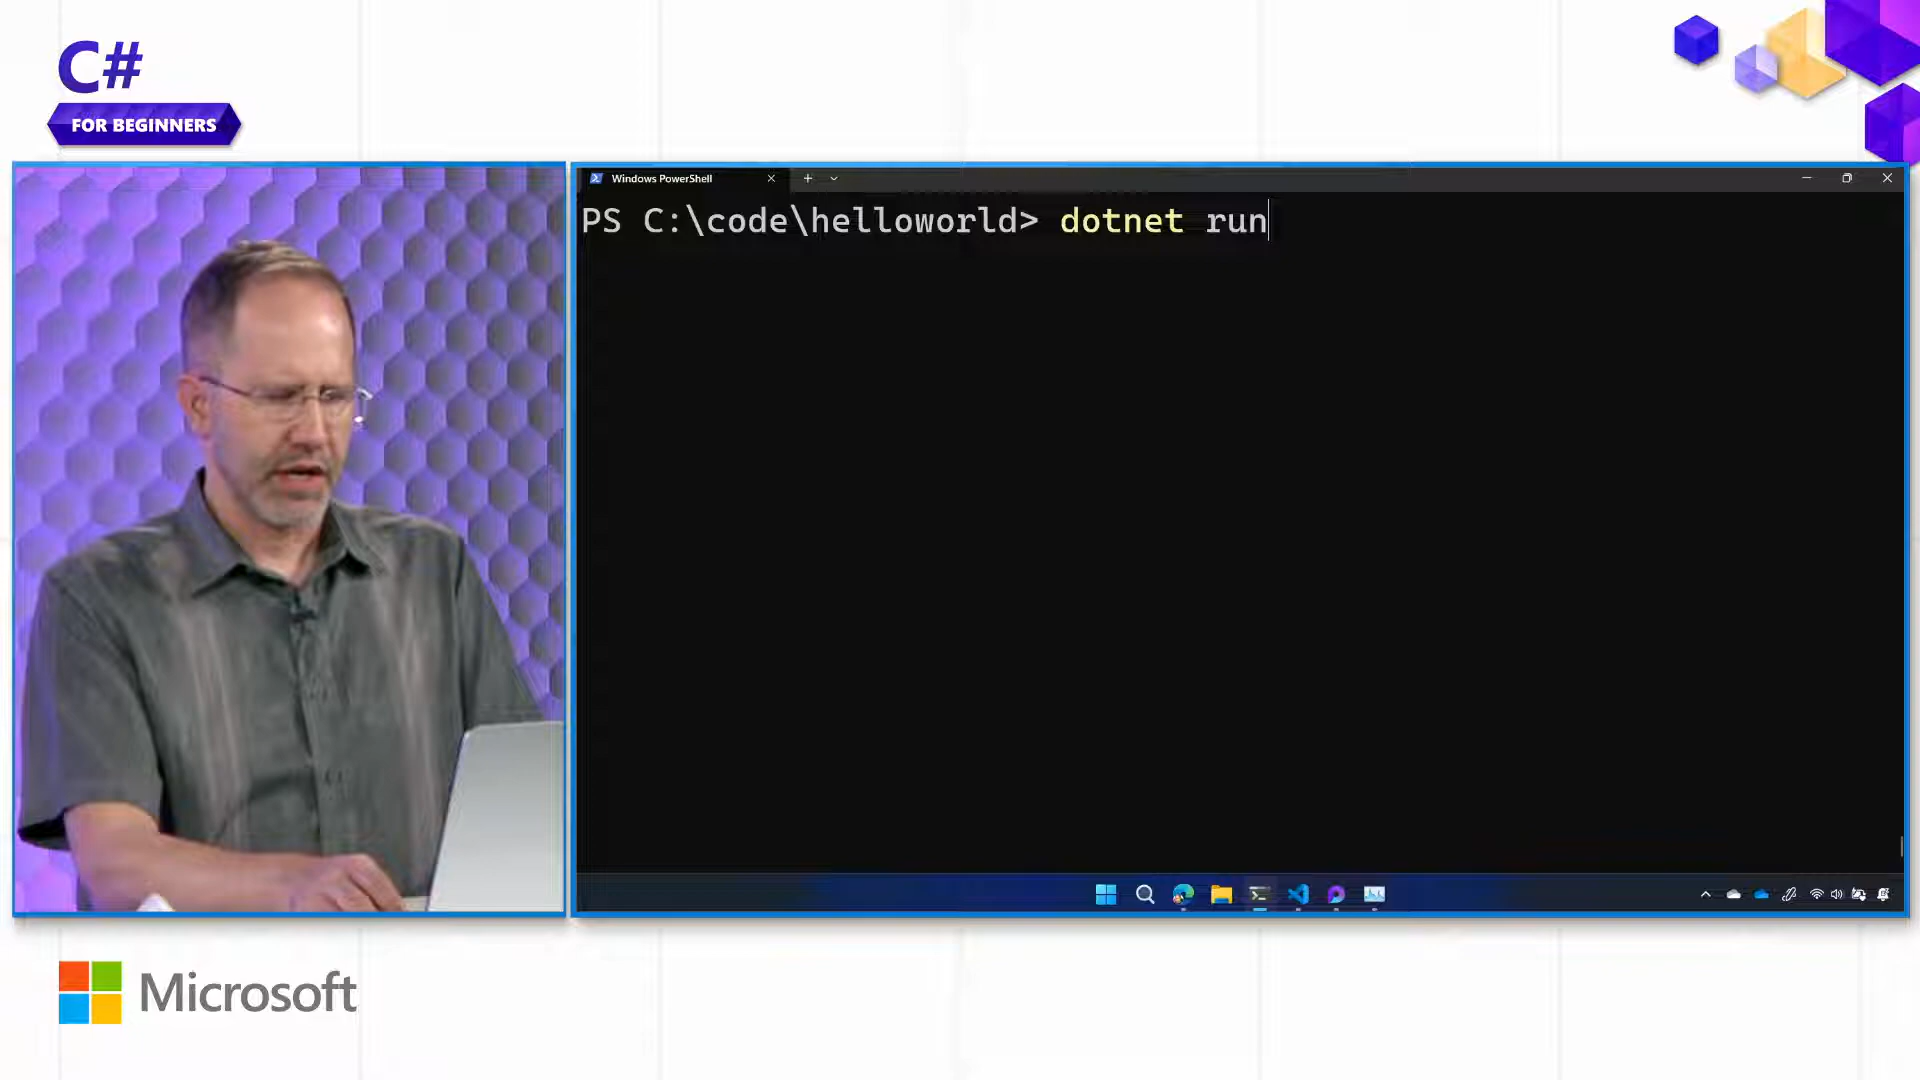 C#
FOR BEGINNERS
Windows PowerShell
PS C:\code\helloworld> dotnet run
Microsoft